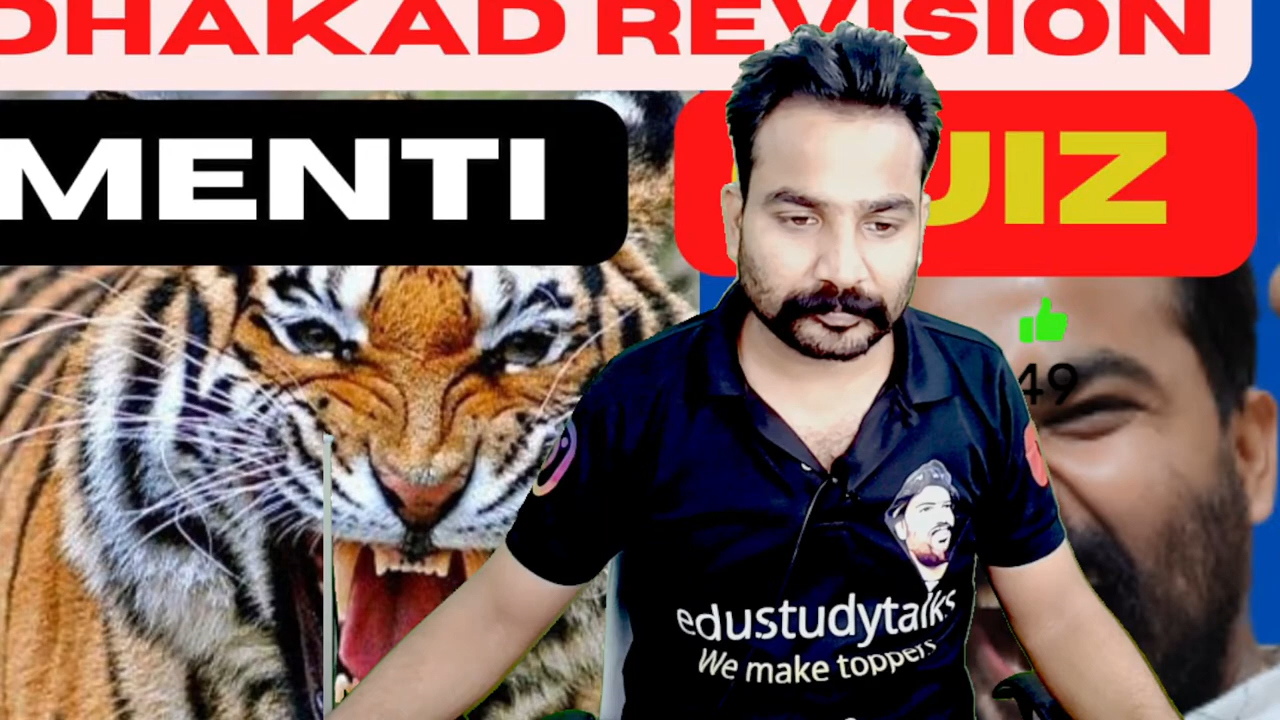 DHAKAD REVISION
MENTI
UIZ
49
edustudytalks
We make toppers